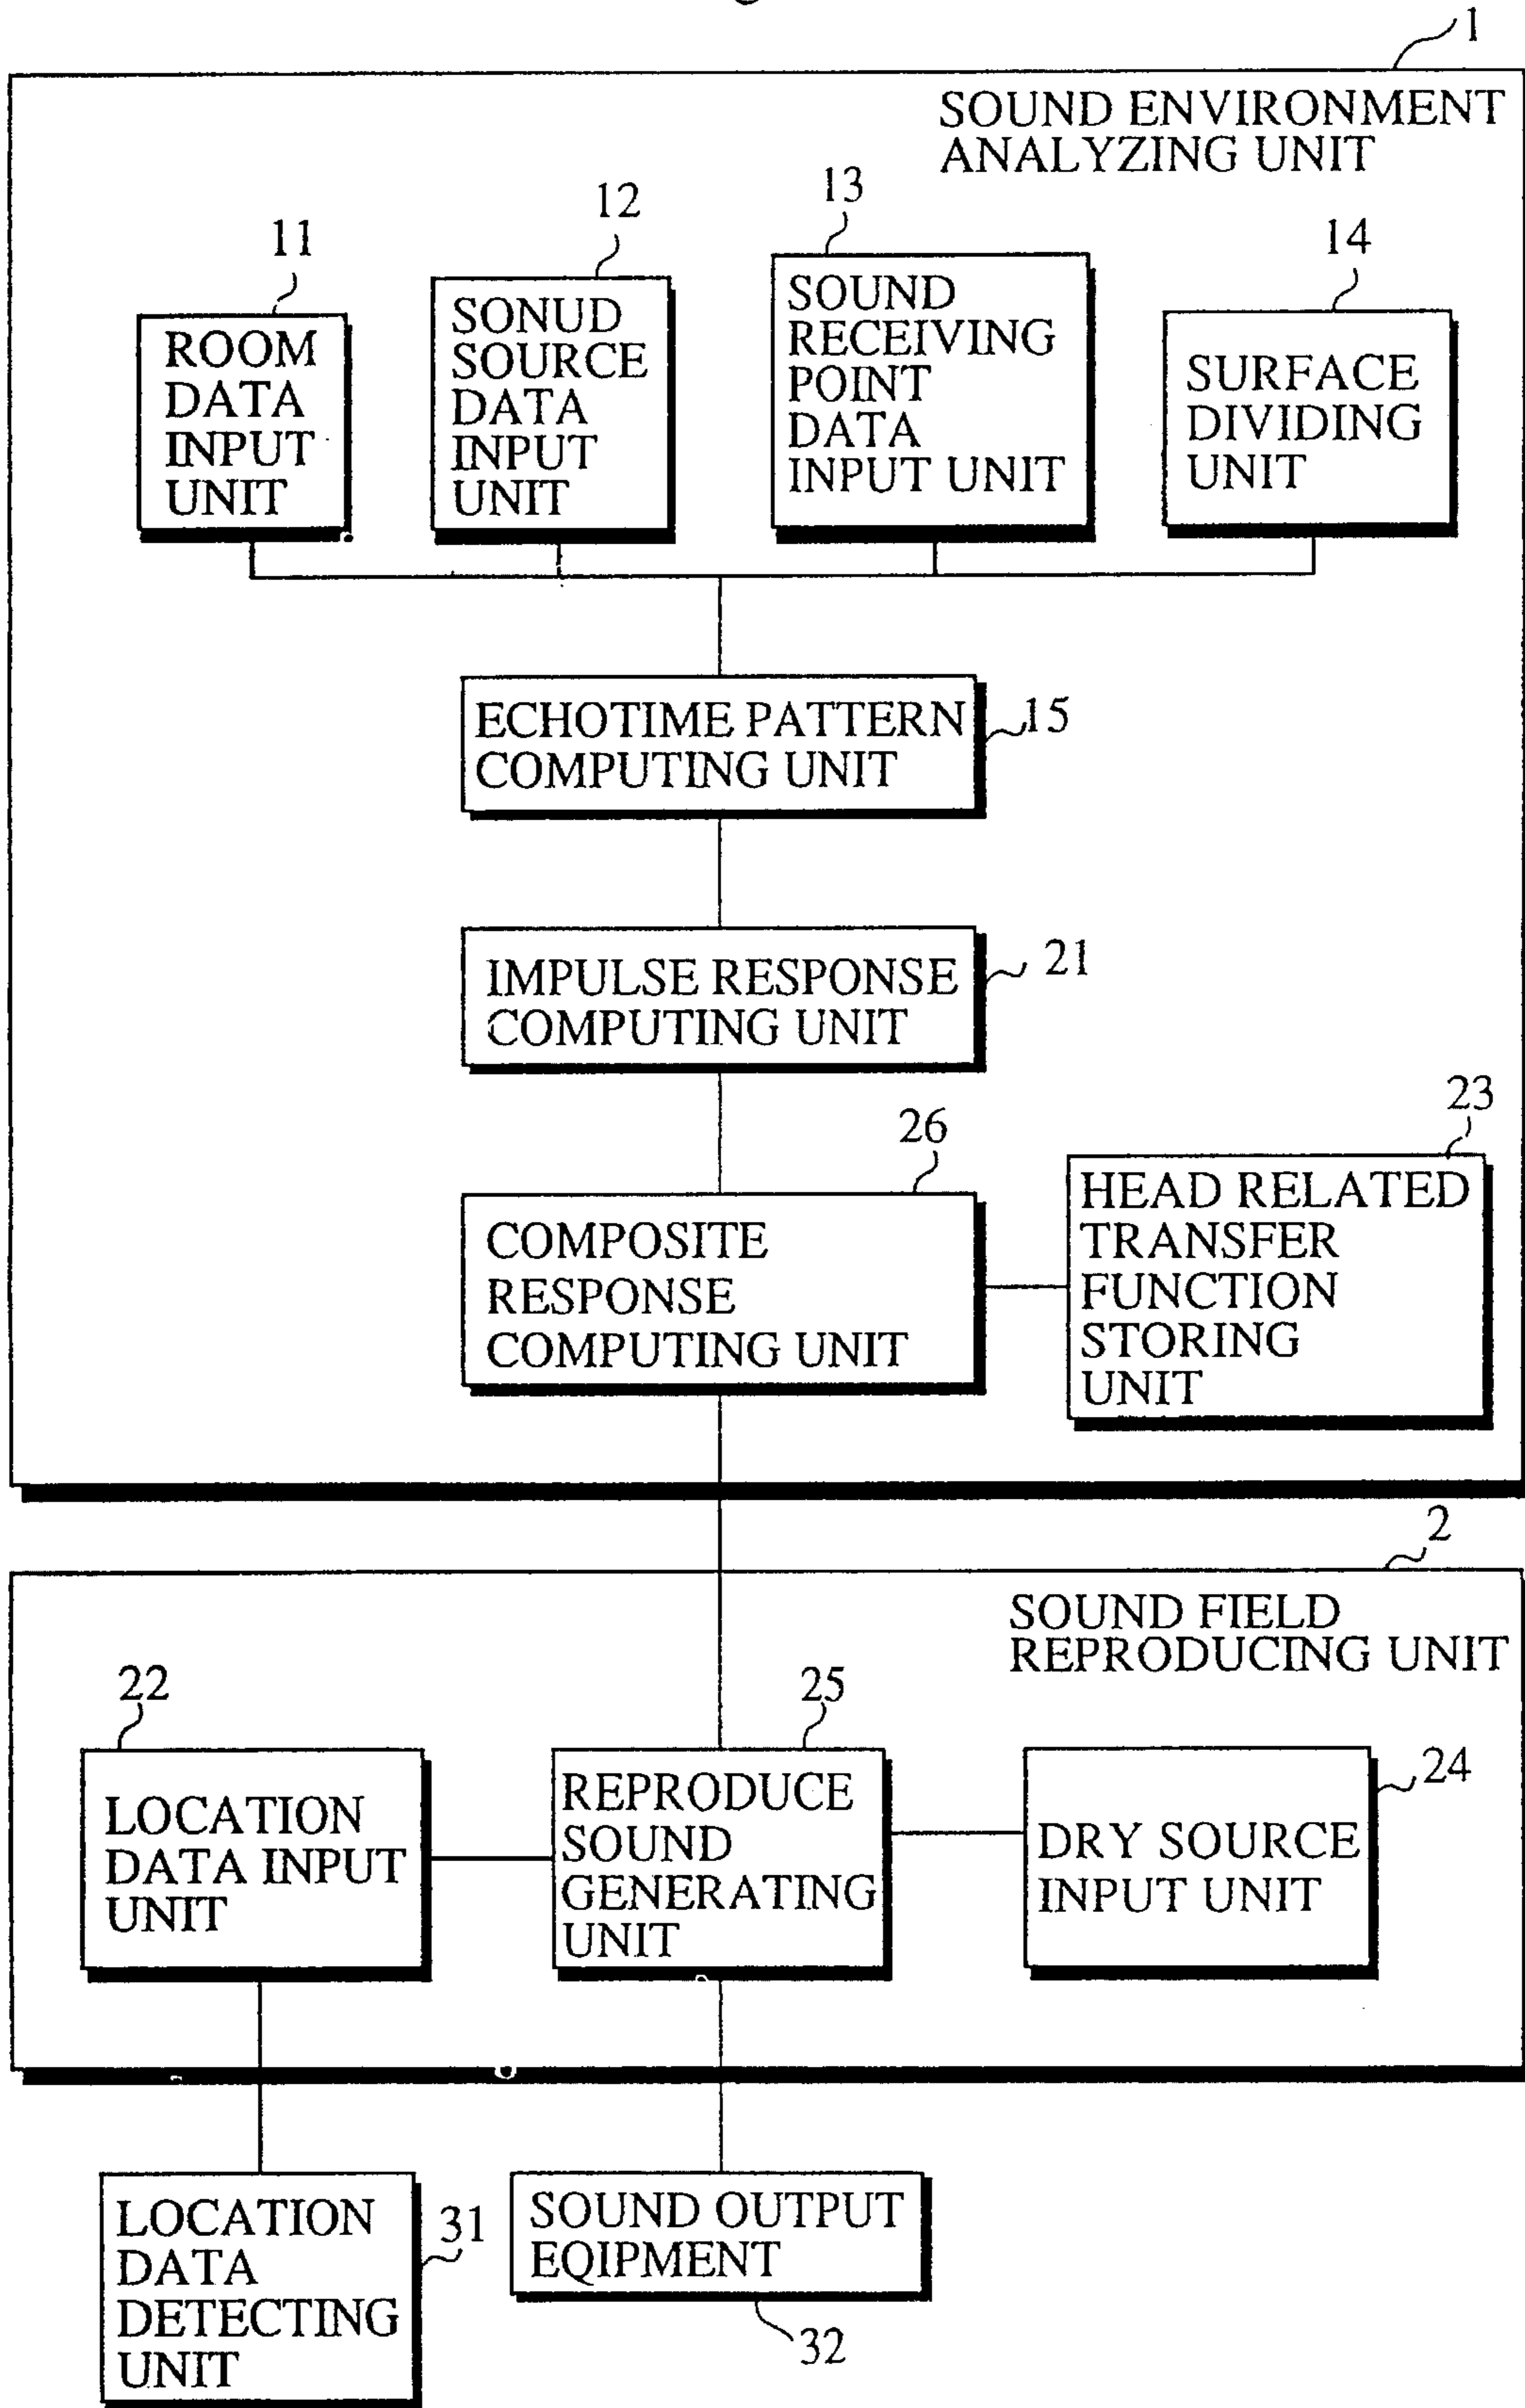 1
SOUND ENVIRONMENT
ANALYZING UNIT
11
ROOM
DATA
INPUT
UNIT
12
SONUD
SOURCE
DATA
INPUT
UNIT
13
SOUND
RECEIVING
POINT
DATA
INPUT UNIT
14
SURFACE
DIVIDING
UNIT
ECHOTIME PATTERN
COMPUTING UNIT
15
IMPULSE RESPONSE
COMPUTING UNIT
21
26
COMPOSITE
RESPONSE
COMPUTING UNIT
23
HEAD RELATED
TRANSFER
FUNCTION
STORING
UNIT
2
SOUND FIELD
REPRODUCING UNIT
22
LOCATION
DATA INPUT
UNIT
25
REPRODUCE
SOUND
GENERATING
UNIT
24
DRY SOURCE
INPUT UNIT
LOCATION
DATA
DETECTING
UNIT
31
SOUND OUTPUT
EQIPMENT
32